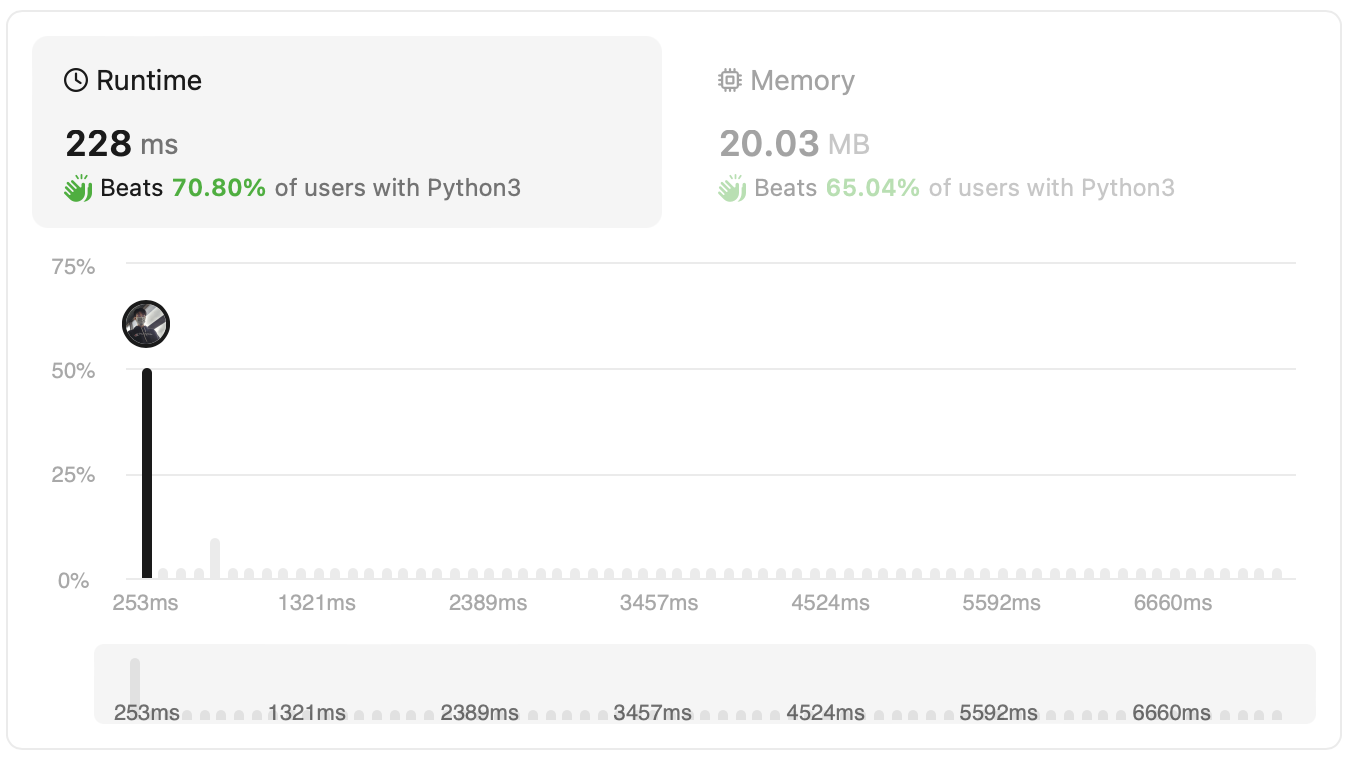 Runtime
228 ms
Beats 70.80% of users with Python3
Memory
20.03 MB
Beats 65.04% of users with Python3
75%
50%
25%
0%
253ms 1321ms 2389ms 3457ms 4524ms 5592ms 6660ms
253ms 1321ms 2389ms 3457ms 4524ms 5592ms 6660ms